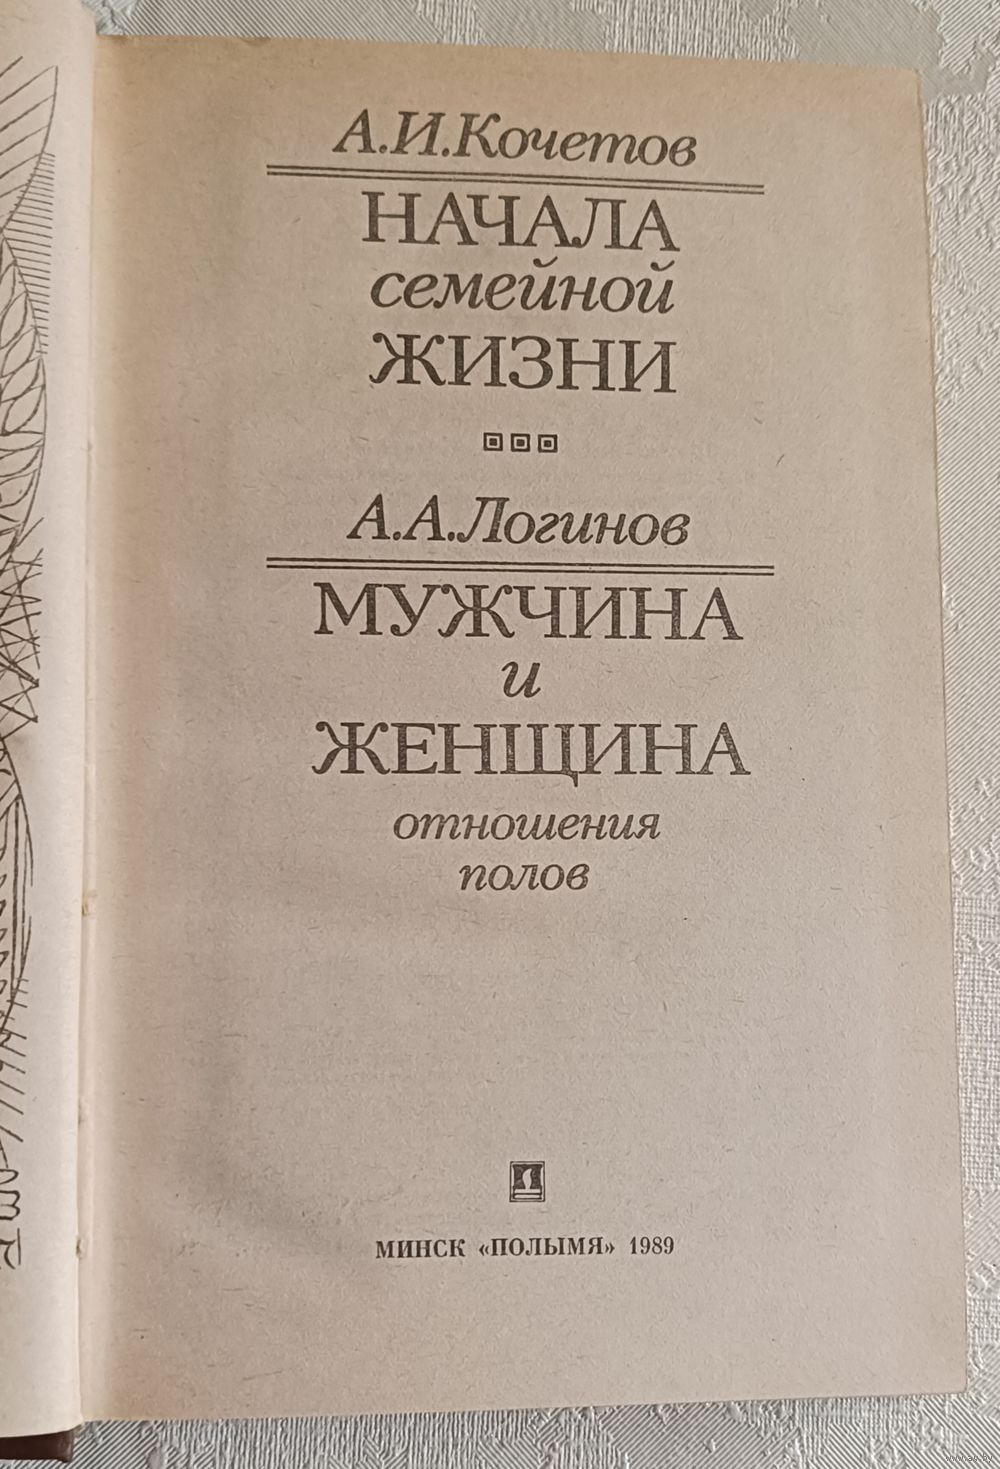 А.И.Кочетов
НАЧАЛА
семейной
ЖИЗНИ
А.А.Логинов
МУЖЧИНА
и
ЖЕНЩИНА
отношения
полов
МИНСК «ПОЛЫМЯ» 1989